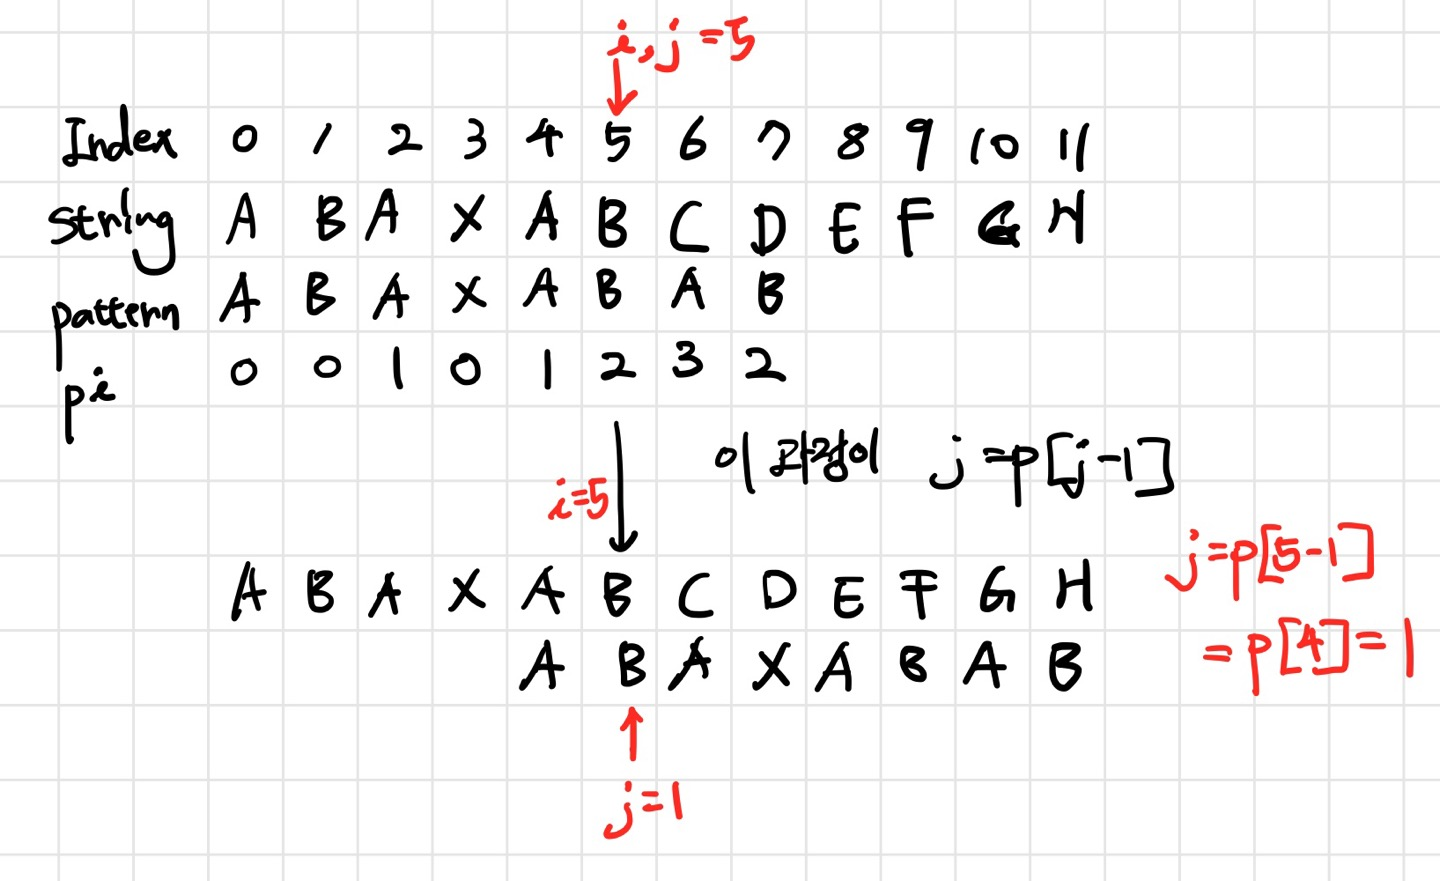 i, j = 5
Index 0 1 2 3 4 5 6 7 8 9 10 11
string A B A X A B C D E F G H
pattern A B A X A B A B
pi 0 0 1 0 1 2 3 2
이 과정이 j = p[j-1]
i=5
j = p[5-1]
A B A X A B C D E F G H
= p[4] = 1
A B A X A B A B
j=1